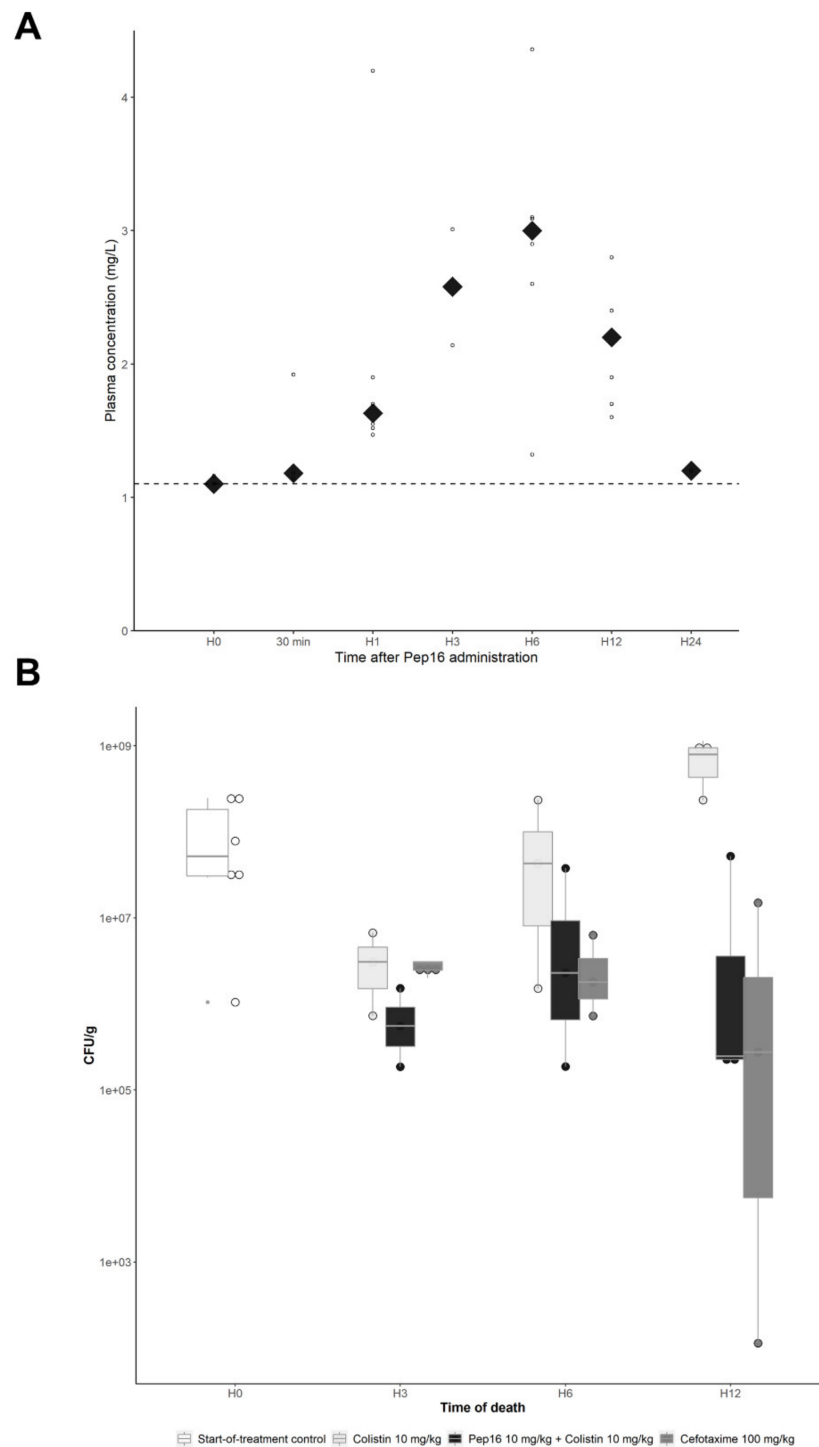 A
4
3
2
1
0
Plasma concentration (mg/L)
H0 30 min H1 H3 H6 H12 H24
Time after Pep16 administration
B
1e+09
1e+07
1e+05
1e+03
CFU/g
H0 H3 H6 H12
Time of death
Start-of-treatment control Colistin 10 mg/kg Pep16 10 mg/kg + Colistin 10 mg/kg Cefotaxime 100 mg/kg